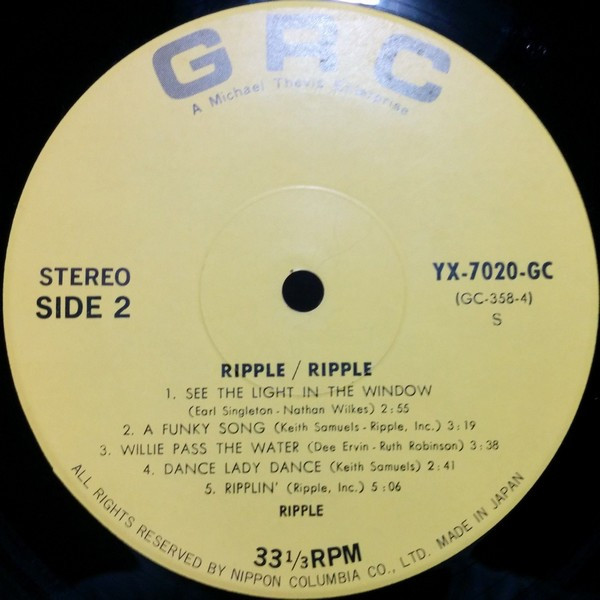 GRC
A Michael Thevis Enterprise
STEREO
SIDE 2
YX-7020-GC
(GC-358-4)
S
RIPPLE / RIPPLE
1. SEE THE LIGHT IN THE WINDOW
(Earl Singleton - Nathan Wilkes) 2:55
2. A FUNKY SONG (Keith Samuels - Ripple, Inc.) 3:19
3. WILLIE PASS THE WATER (Dee Ervin - Ruth Robinson) 3:38
4. DANCE LADY DANCE (Keith Samuels) 2:41
5. RIPPLIN' (Ripple, Inc.) 5:06
RIPPLE
33 1/3 RPM
ALL RIGHTS RESERVED BY NIPPON COLUMBIA CO., LTD. MADE IN JAPAN